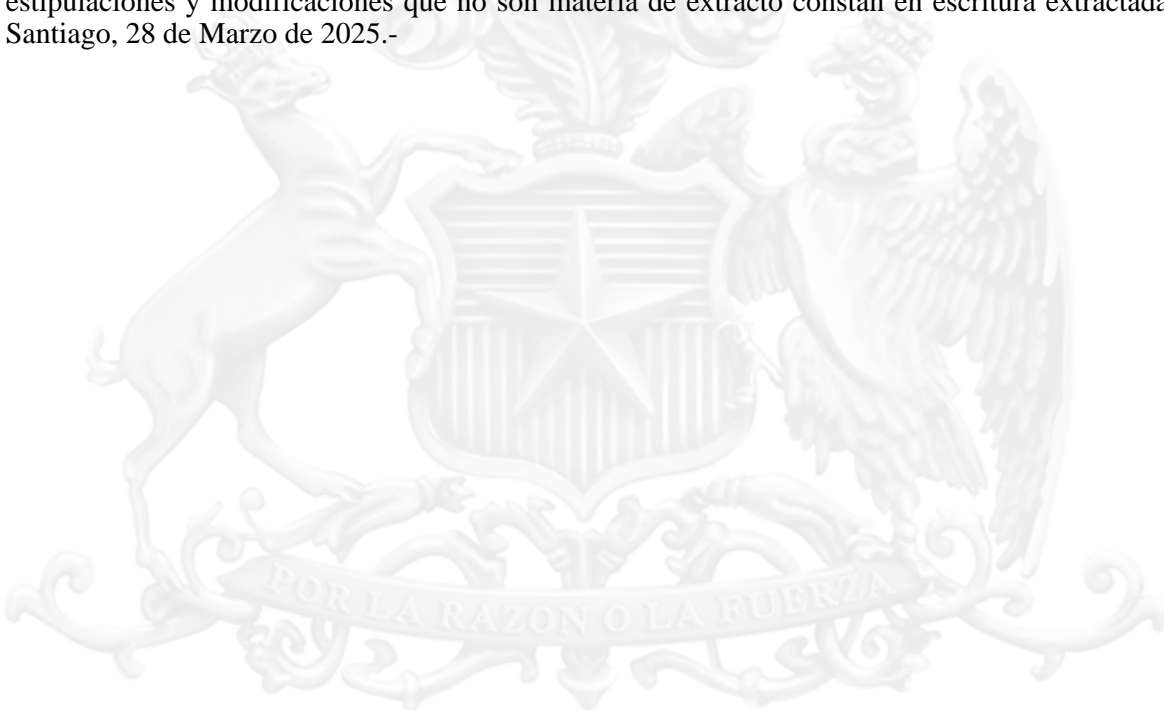 estipulaciones y modificaciones que no son materia de extracto constan en escritura extractada
Santiago, 28 de Marzo de 2025.-
POR LA RAZON O LA FUERZA